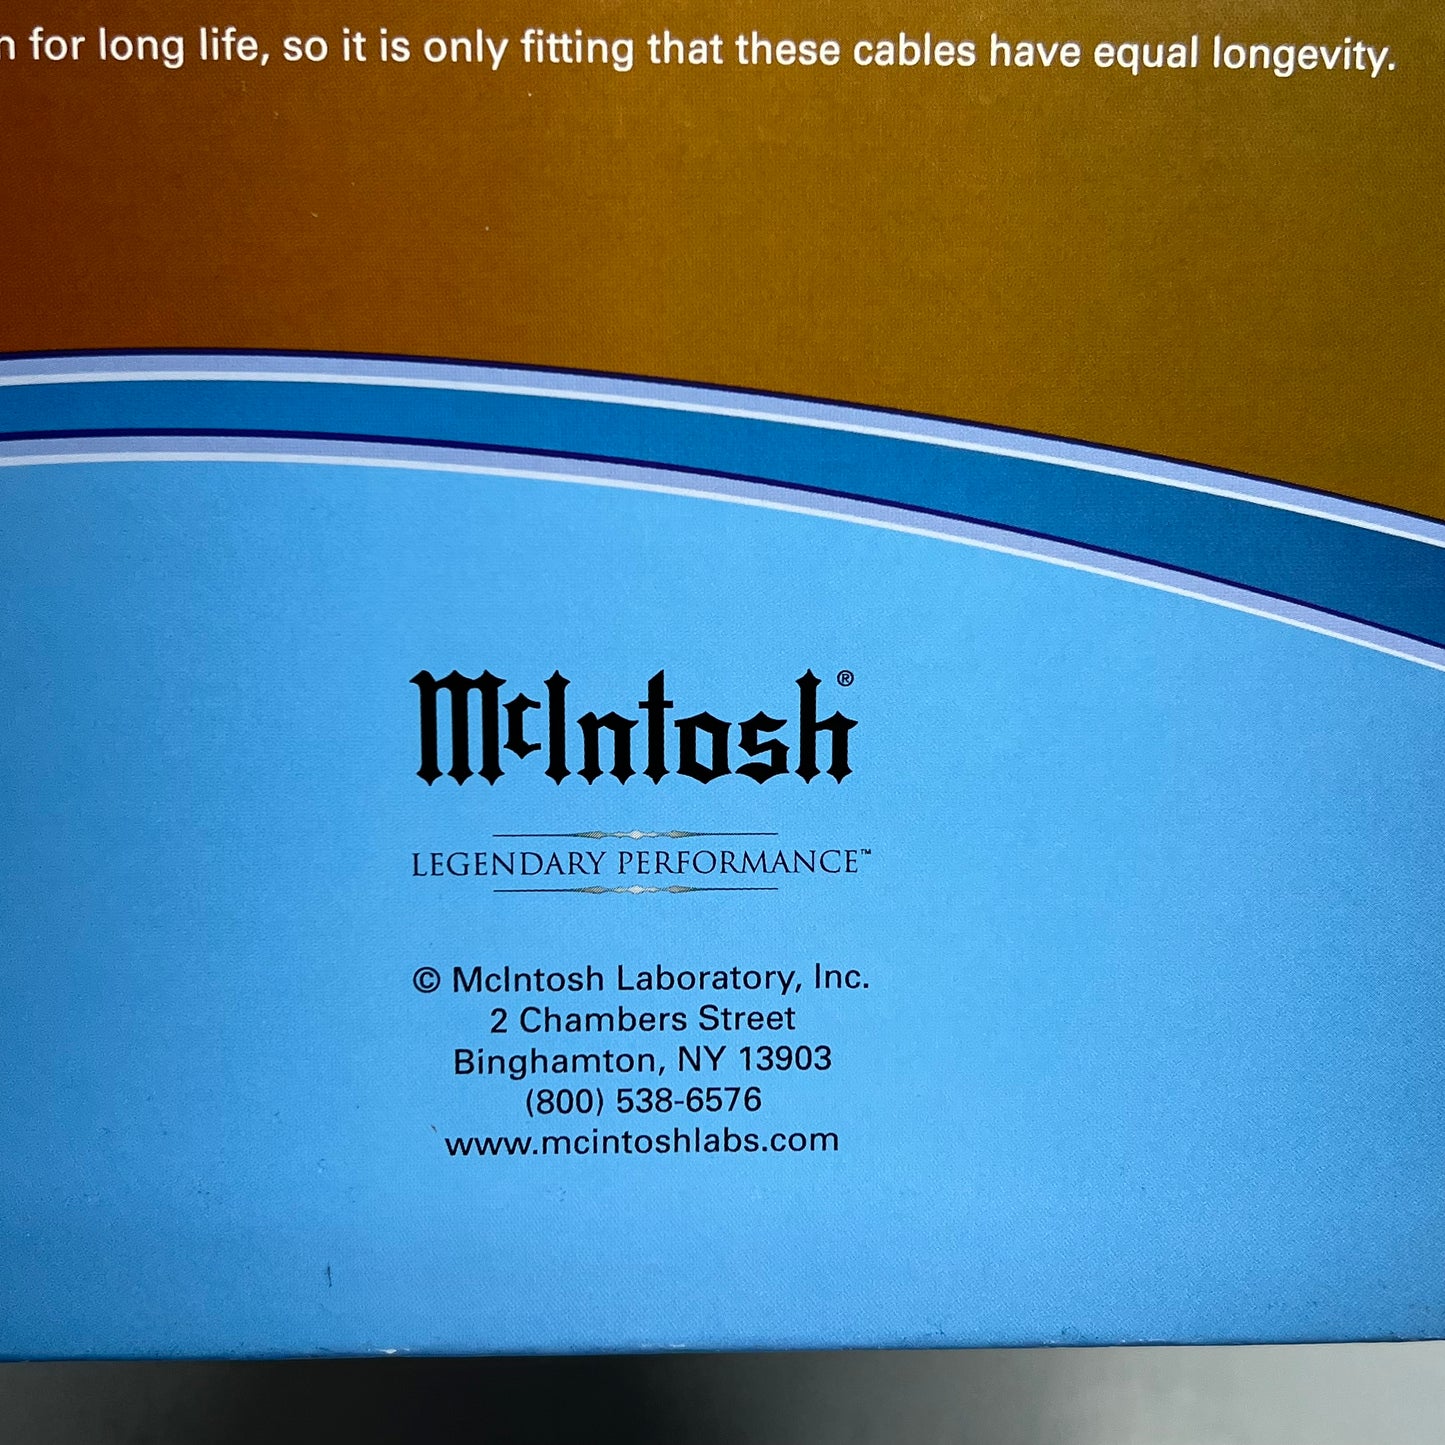 for long life, so it is only fitting that these cables have equal longevity.
McIntosh®
LEGENDARY PERFORMANCE™
© McIntosh Laboratory, Inc.
2 Chambers Street
Binghamton, NY 13903
(800) 538-6576
www.mcintoshlabs.com